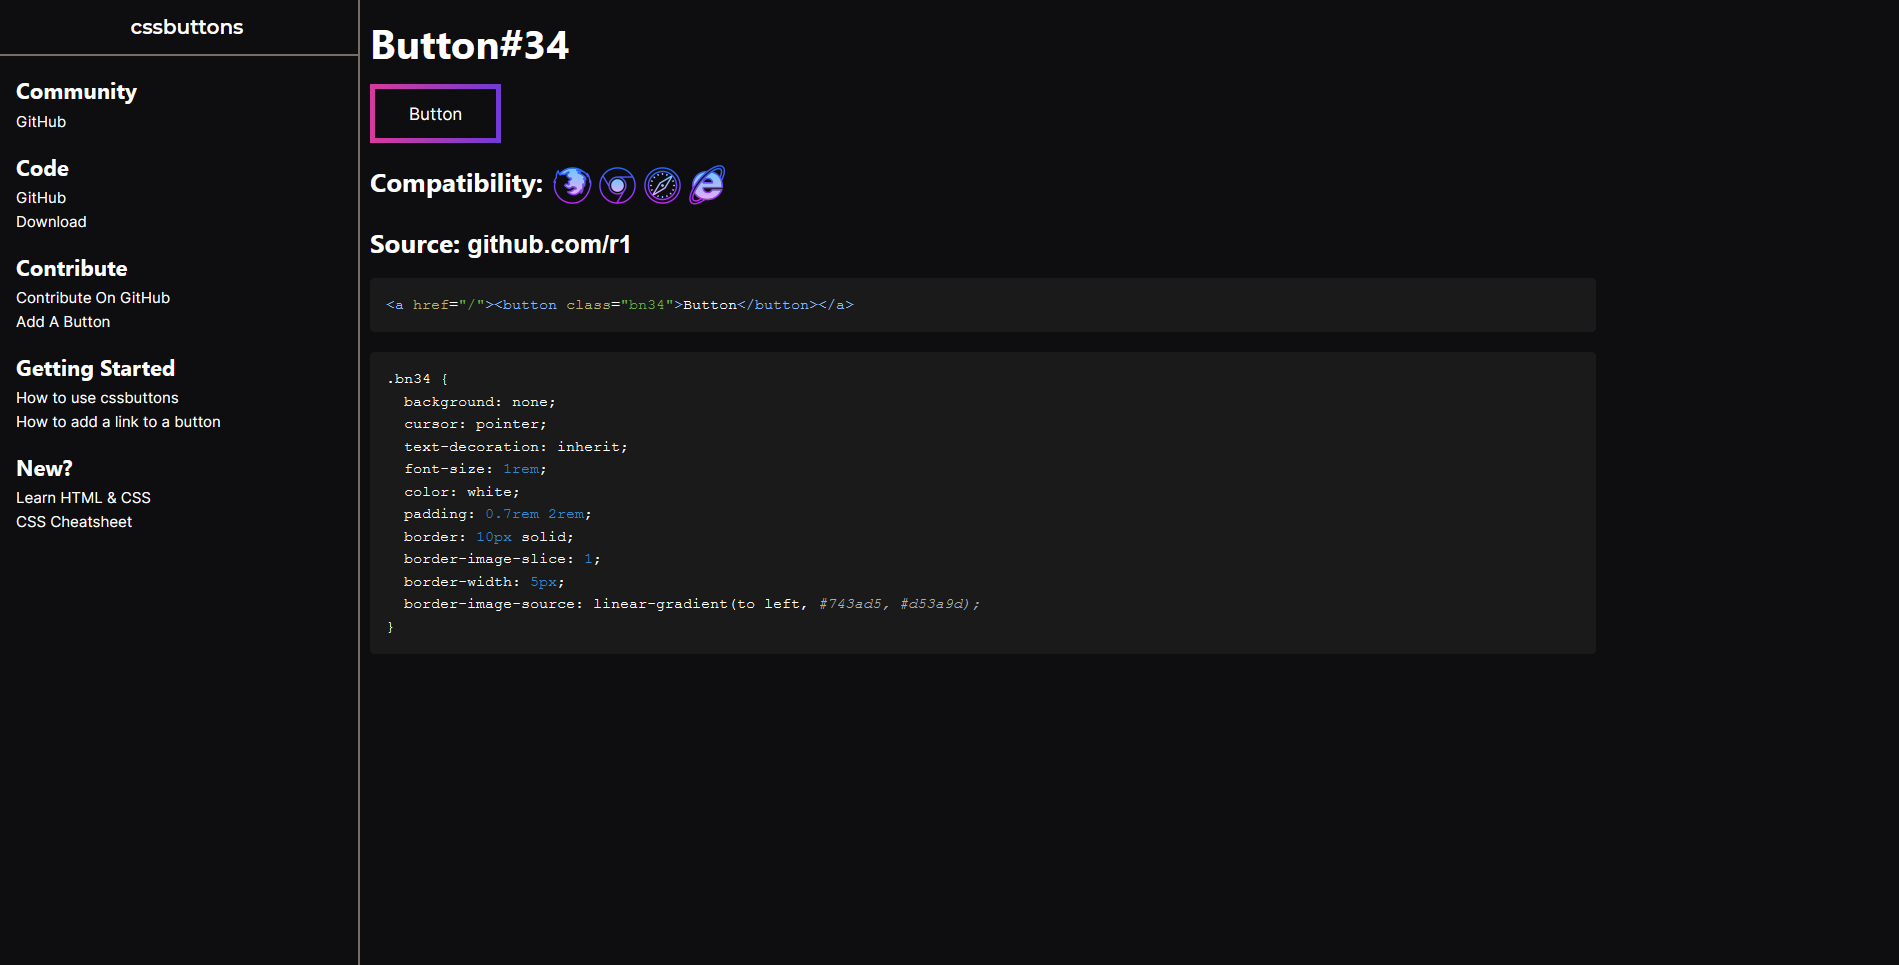 cssbuttons
Community
GitHub
Code
GitHub
Download
Contribute
Contribute On GitHub
Add A Button
Getting Started
How to use cssbuttons
How to add a link to a button
New?
Learn HTML & CSS
CSS Cheatsheet
Button#34
Button
Compatibility:
Source: github.com/r1
<a href="/"><button class="bn34">Button</button></a>
.bn34 {
  background: none;
  cursor: pointer;
  text-decoration: inherit;
  font-size: 1rem;
  color: white;
  padding: 0.7rem 2rem;
  border: 10px solid;
  border-image-slice: 1;
  border-width: 5px;
  border-image-source: linear-gradient(to left, #743ad5, #d53a9d);
}